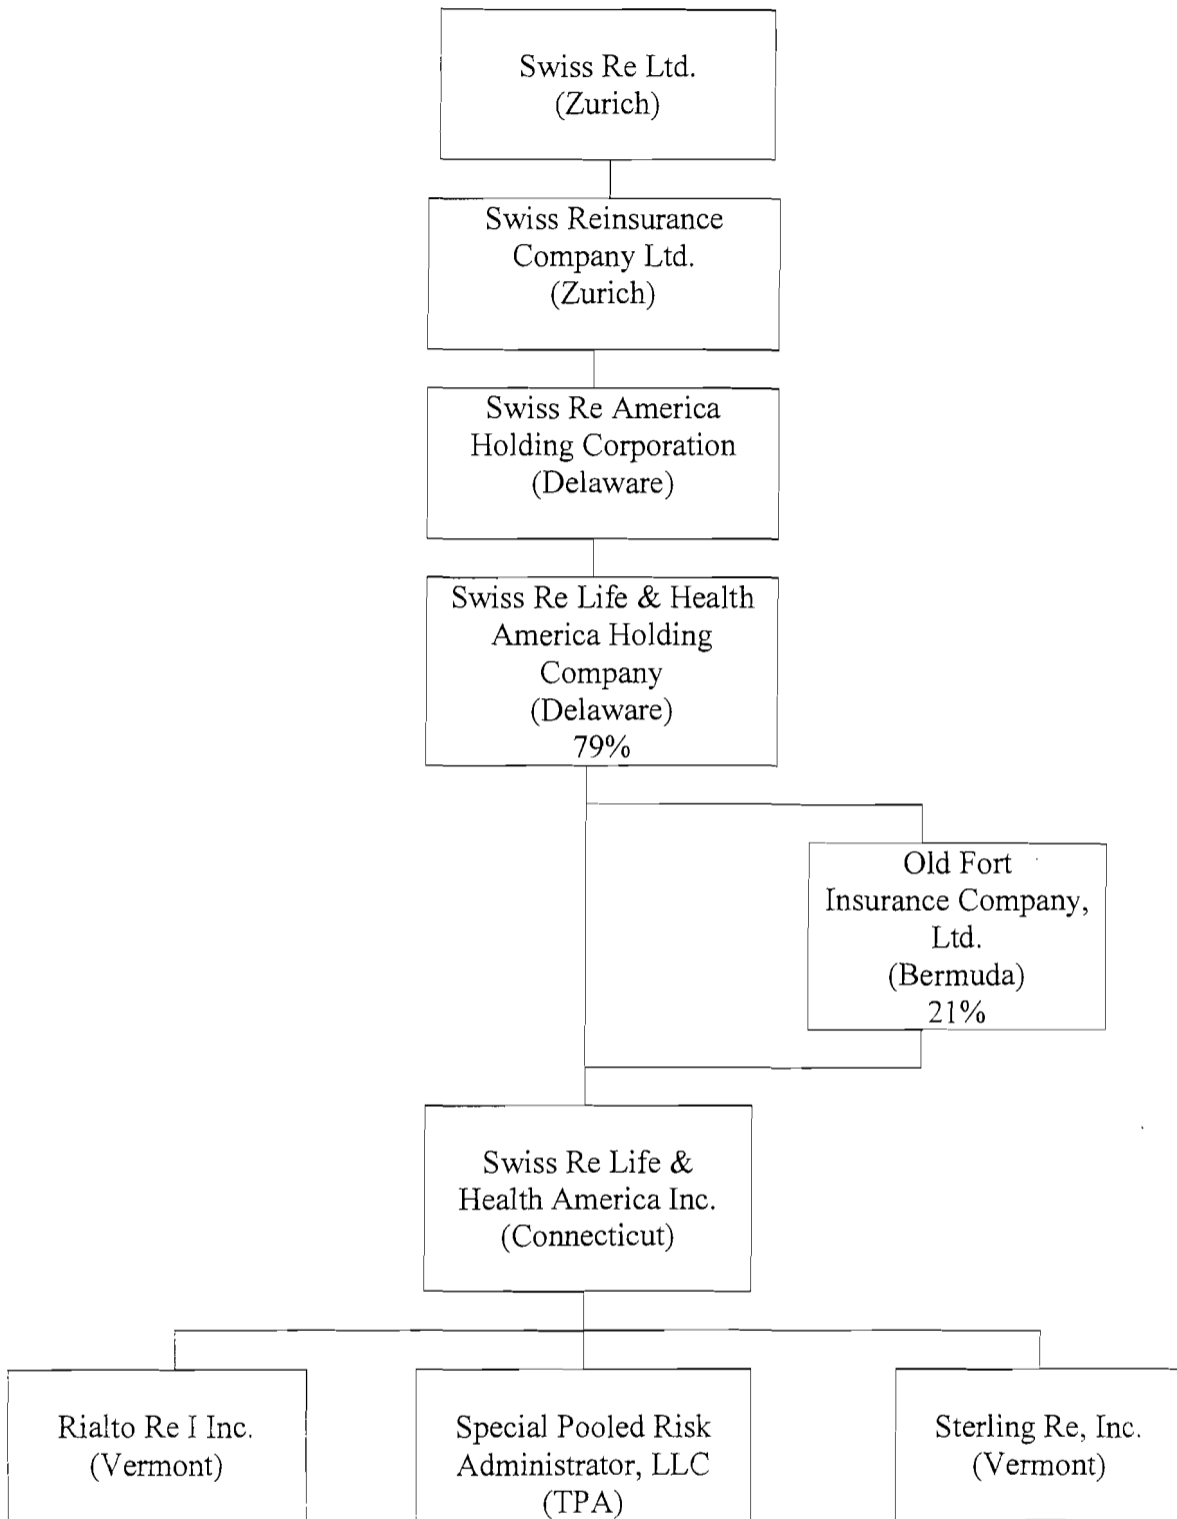 Swiss Re Ltd.
(Zurich)
Swiss Reinsurance
Company Ltd.
(Zurich)
Swiss Re America
Holding Corporation
(Delaware)
Swiss Re Life & Health
America Holding
Company
(Delaware)
79%
Old Fort
Insurance Company,
Ltd.
(Bermuda)
21%
Swiss Re Life &
Health America Inc.
(Connecticut)
Rialto Re I Inc.
(Vermont)
Special Pooled Risk
Administrator, LLC
(TPA)
Sterling Re, Inc.
(Vermont)